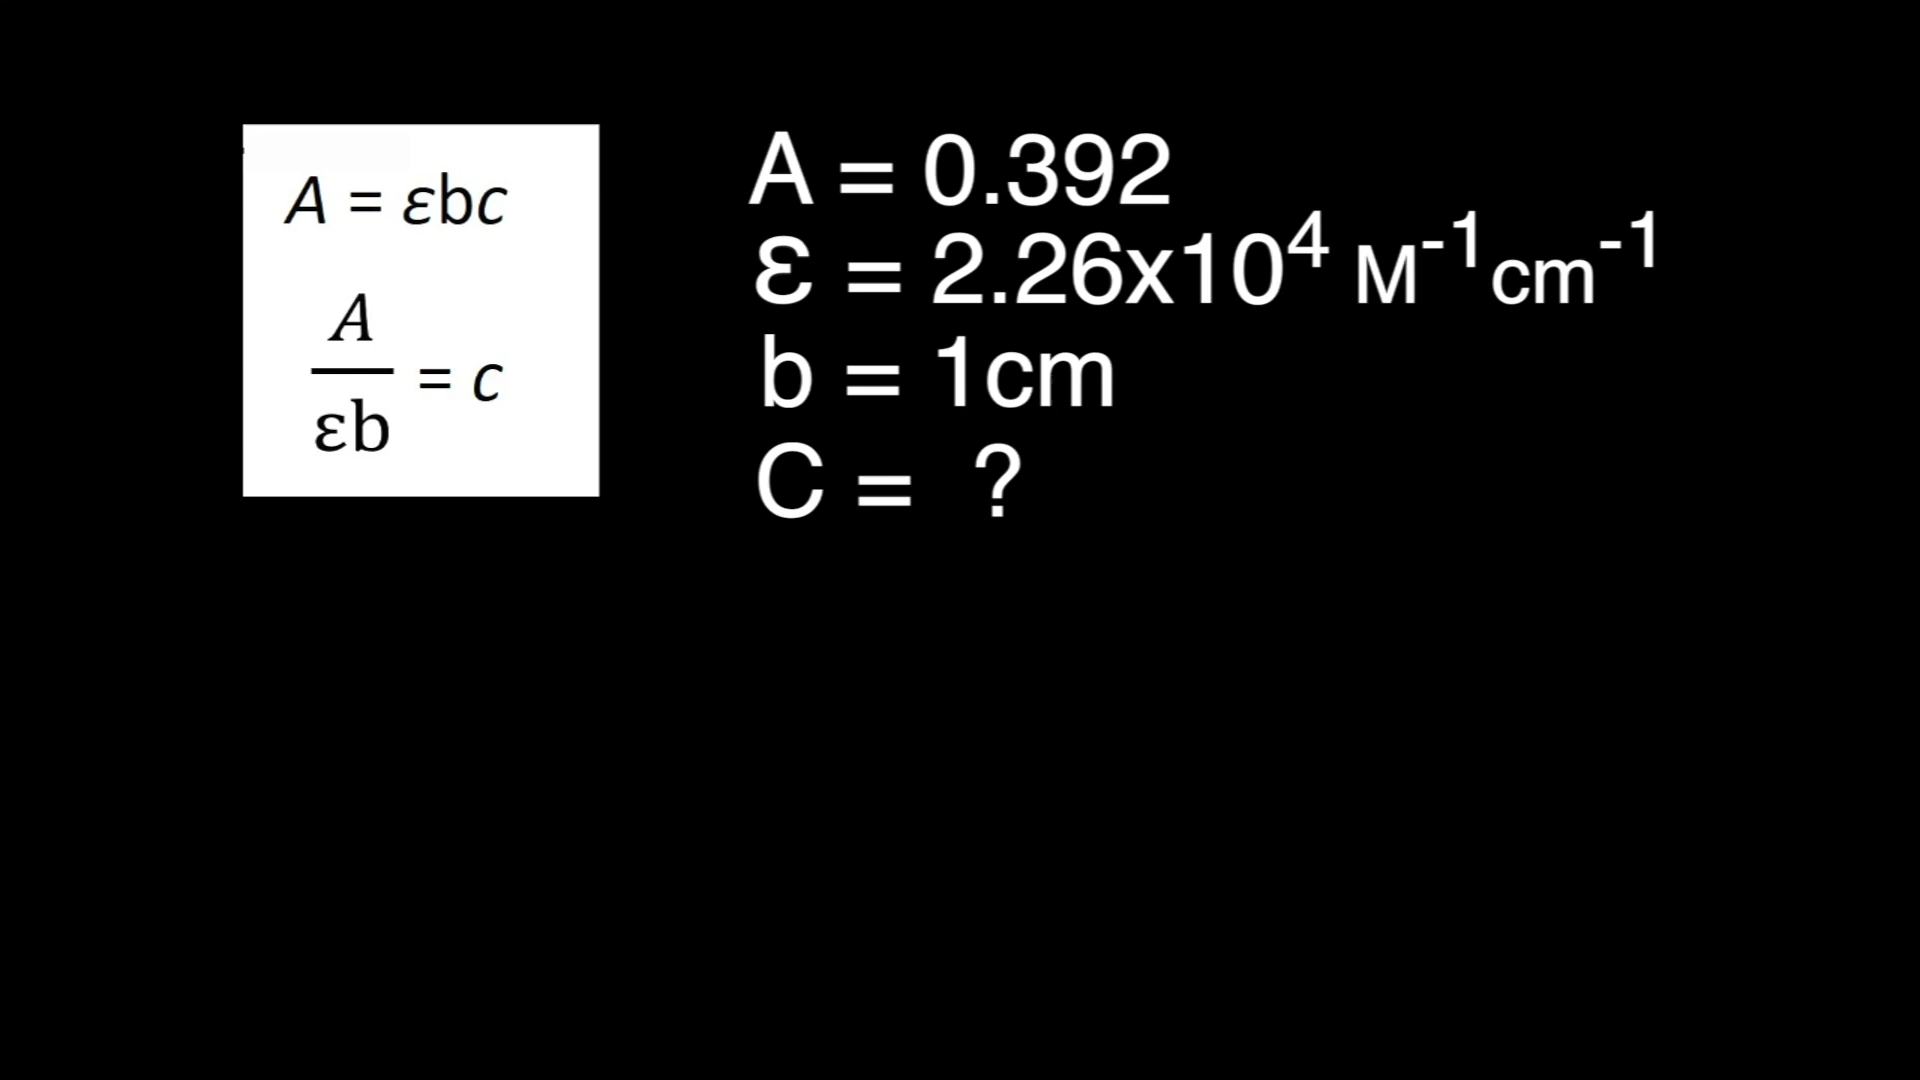 A = εbc
A
εb
= c
A = 0.392
ε = 2.26x10⁴ M⁻¹cm⁻¹
b = 1cm
C = ?